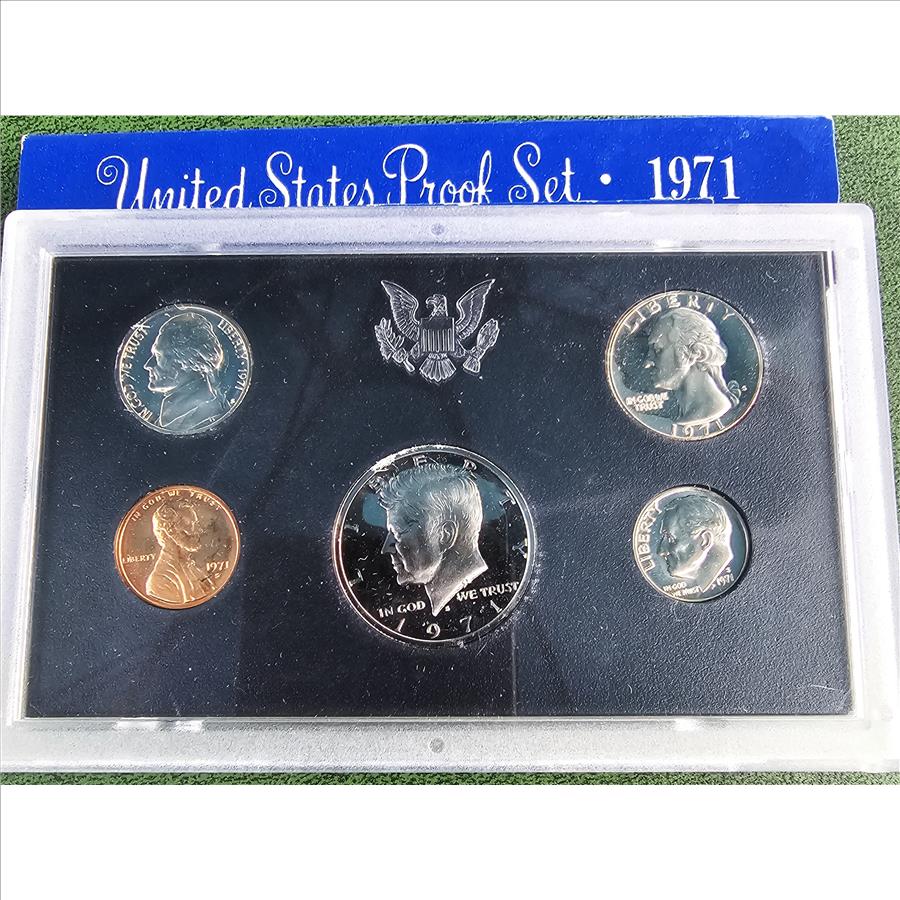 United States Proof Set · 1971
IN GOD WE TRUST
LIBERTY · 1971
S
LIBERTY
IN GOD WE
TRUST
S
1971
IN GOD WE TRUST
LIBERTY
1971
S
LIBERTY
IN GOD WE TRUST
1971
LIBERTY
IN GOD
WE TRUST
S
1971